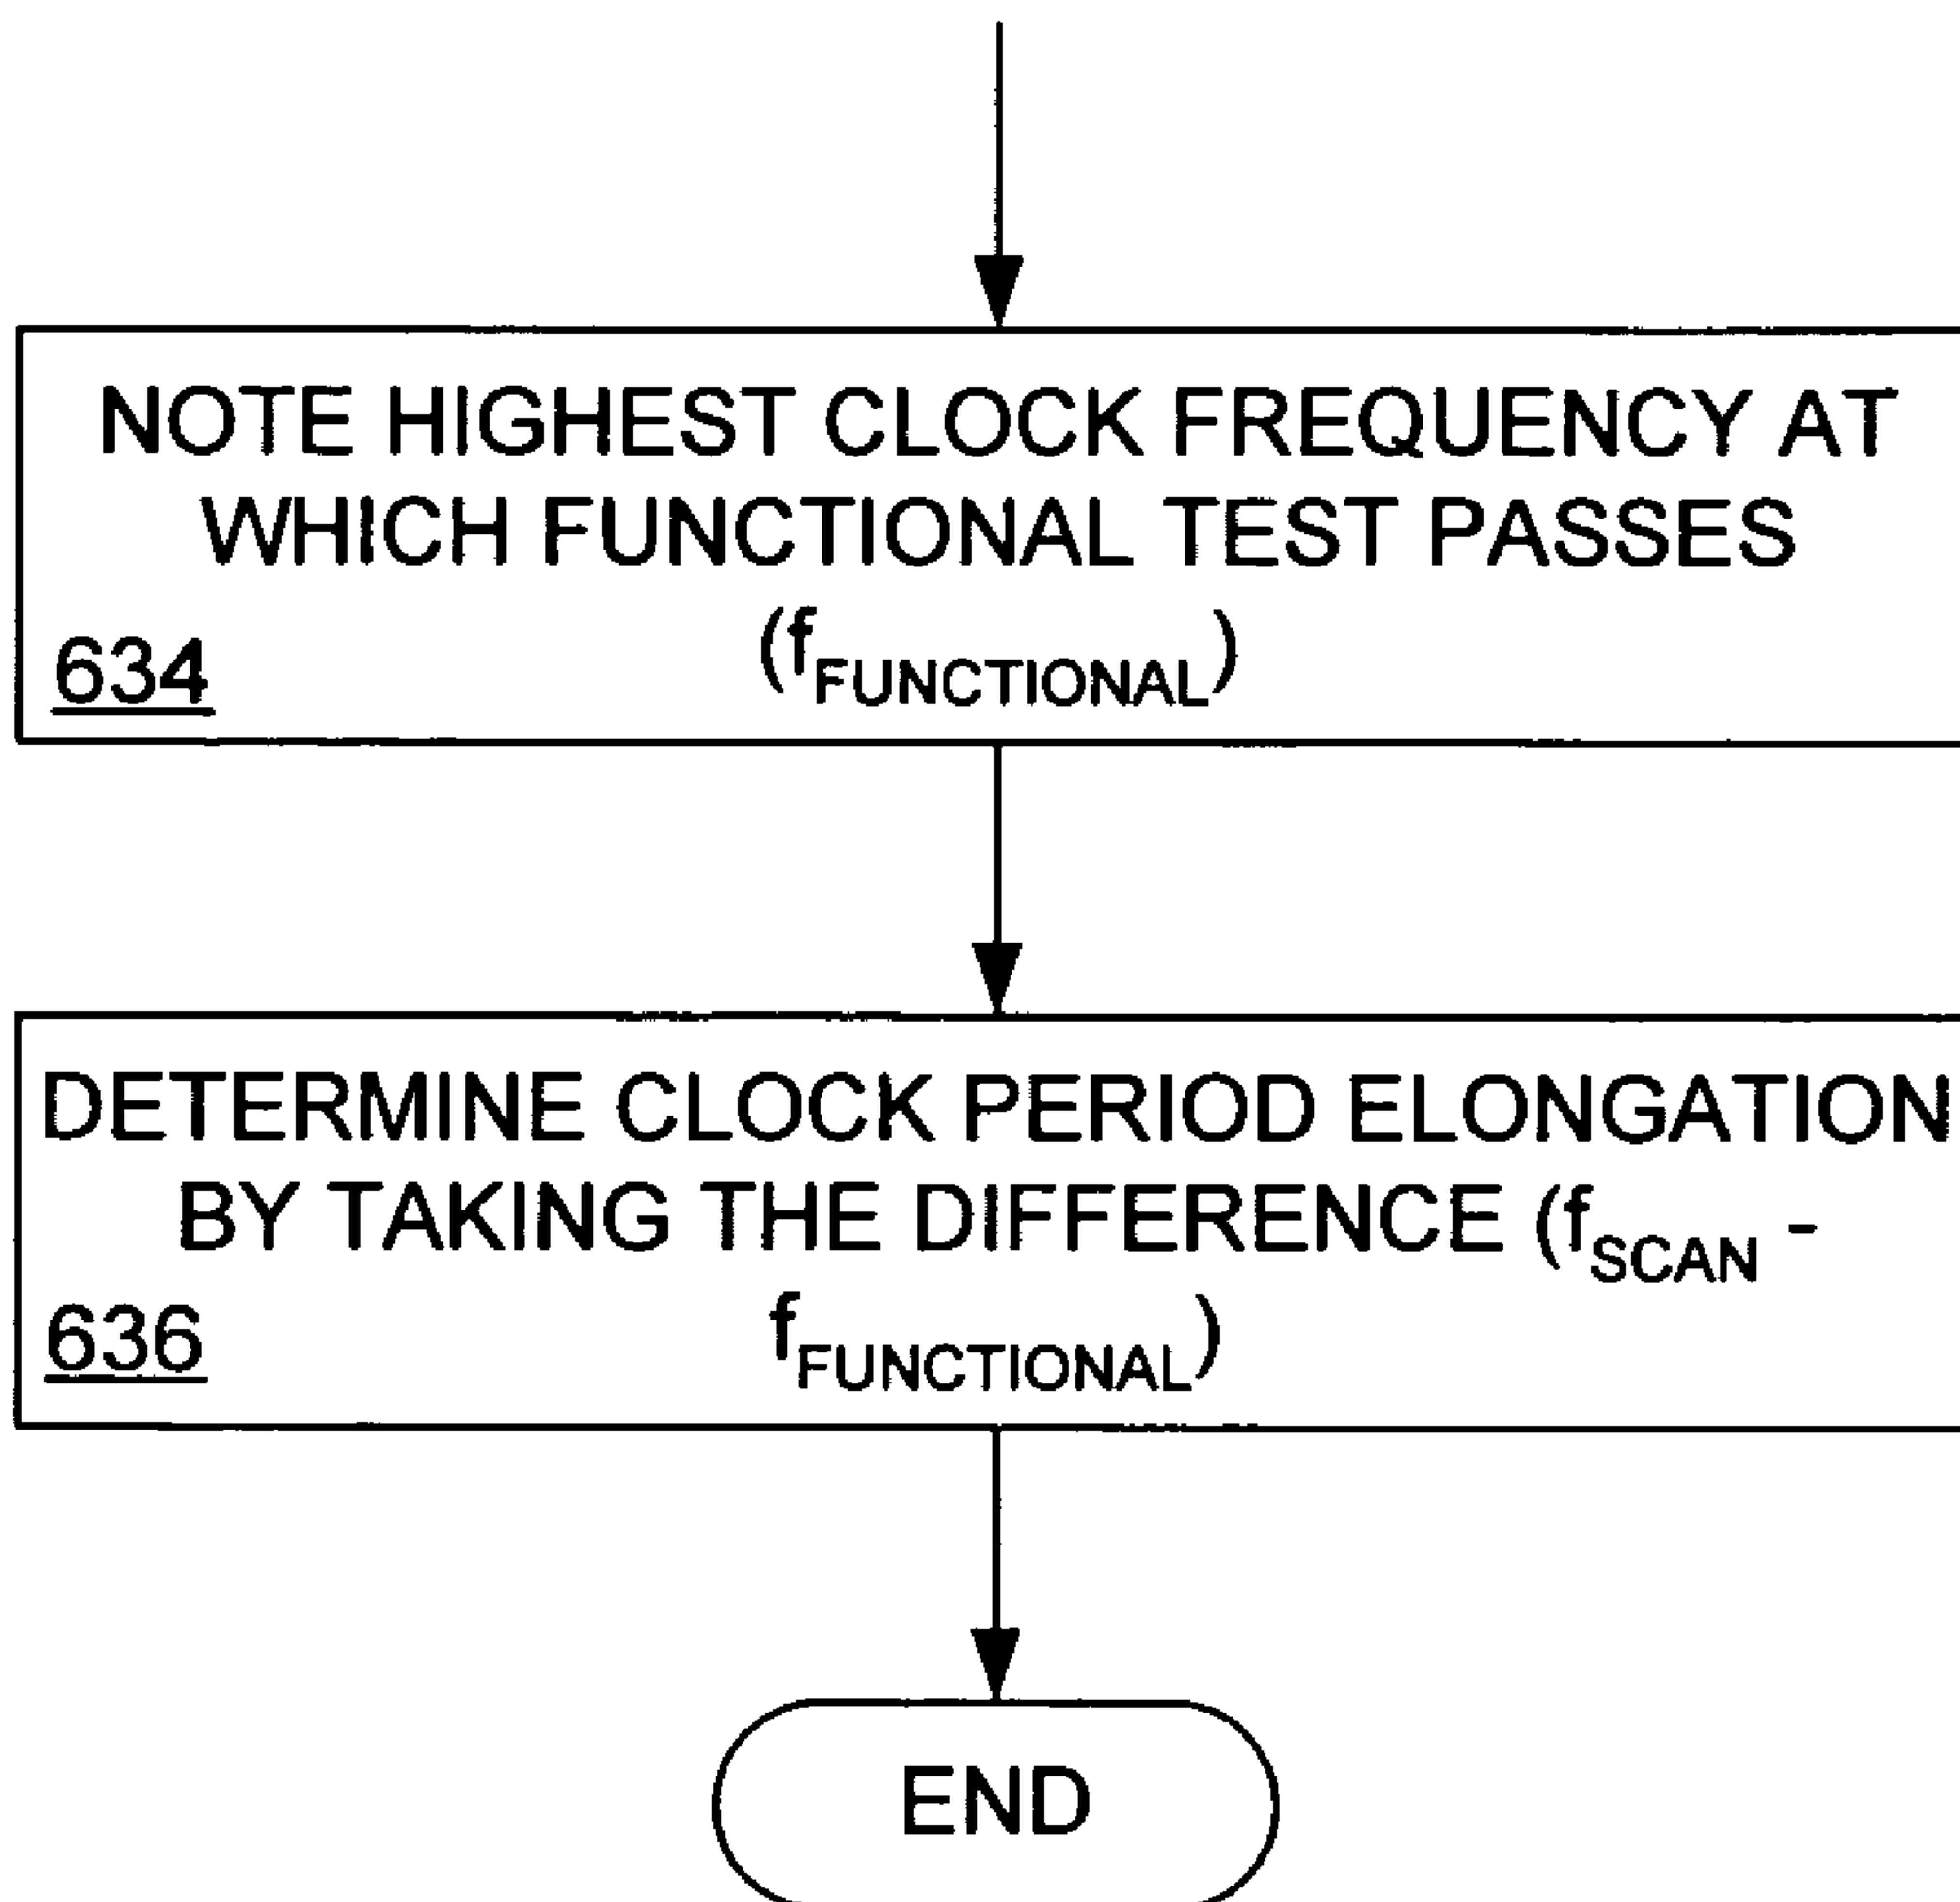 NOTE HIGHEST CLOCK FREQUENCY AT
WHICH FUNCTIONAL TEST PASSES
(fFUNCTIONAL)
634
DETERMINE CLOCK PERIOD ELONGATION
BY TAKING THE DIFFERENCE (fSCAN -
fFUNCTIONAL)
636
END